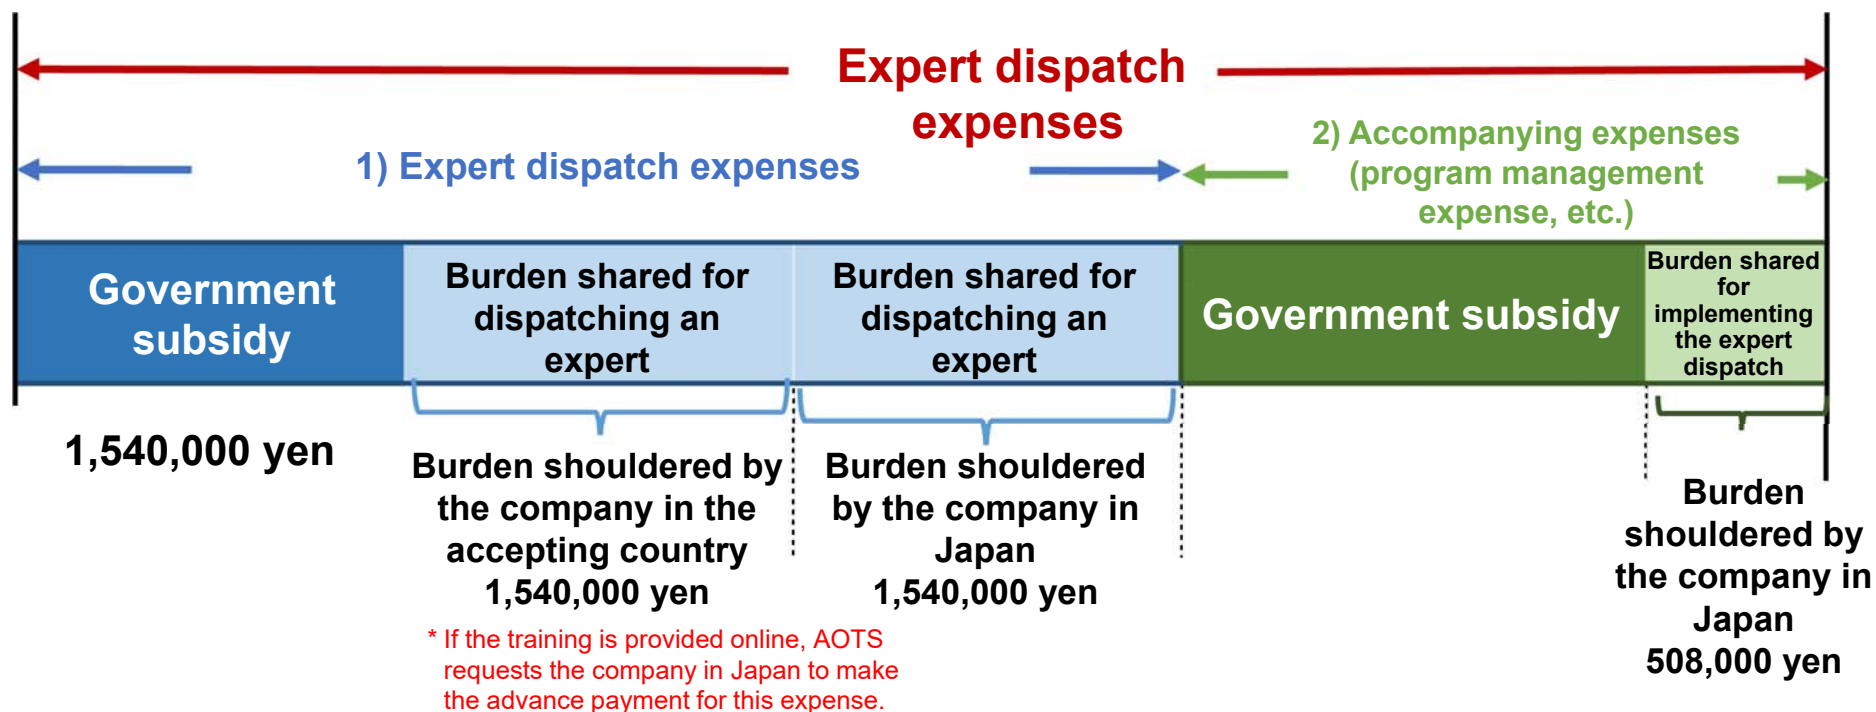 Expert dispatch
expenses
1) Expert dispatch expenses
2) Accompanying expenses
(program management
expense, etc.)
Government
subsidy
Burden shared for
dispatching an
expert
Burden shared for
dispatching an
expert
Government subsidy
Burden shared
for
implementing
the expert
dispatch
1,540,000 yen
Burden shouldered by
the company in the
accepting country
1,540,000 yen
* If the training is provided online, AOTS
requests the company in Japan to make
the advance payment for this expense.
Burden shouldered
by the company in
Japan
1,540,000 yen
Burden
shouldered by
the company in
Japan
508,000 yen